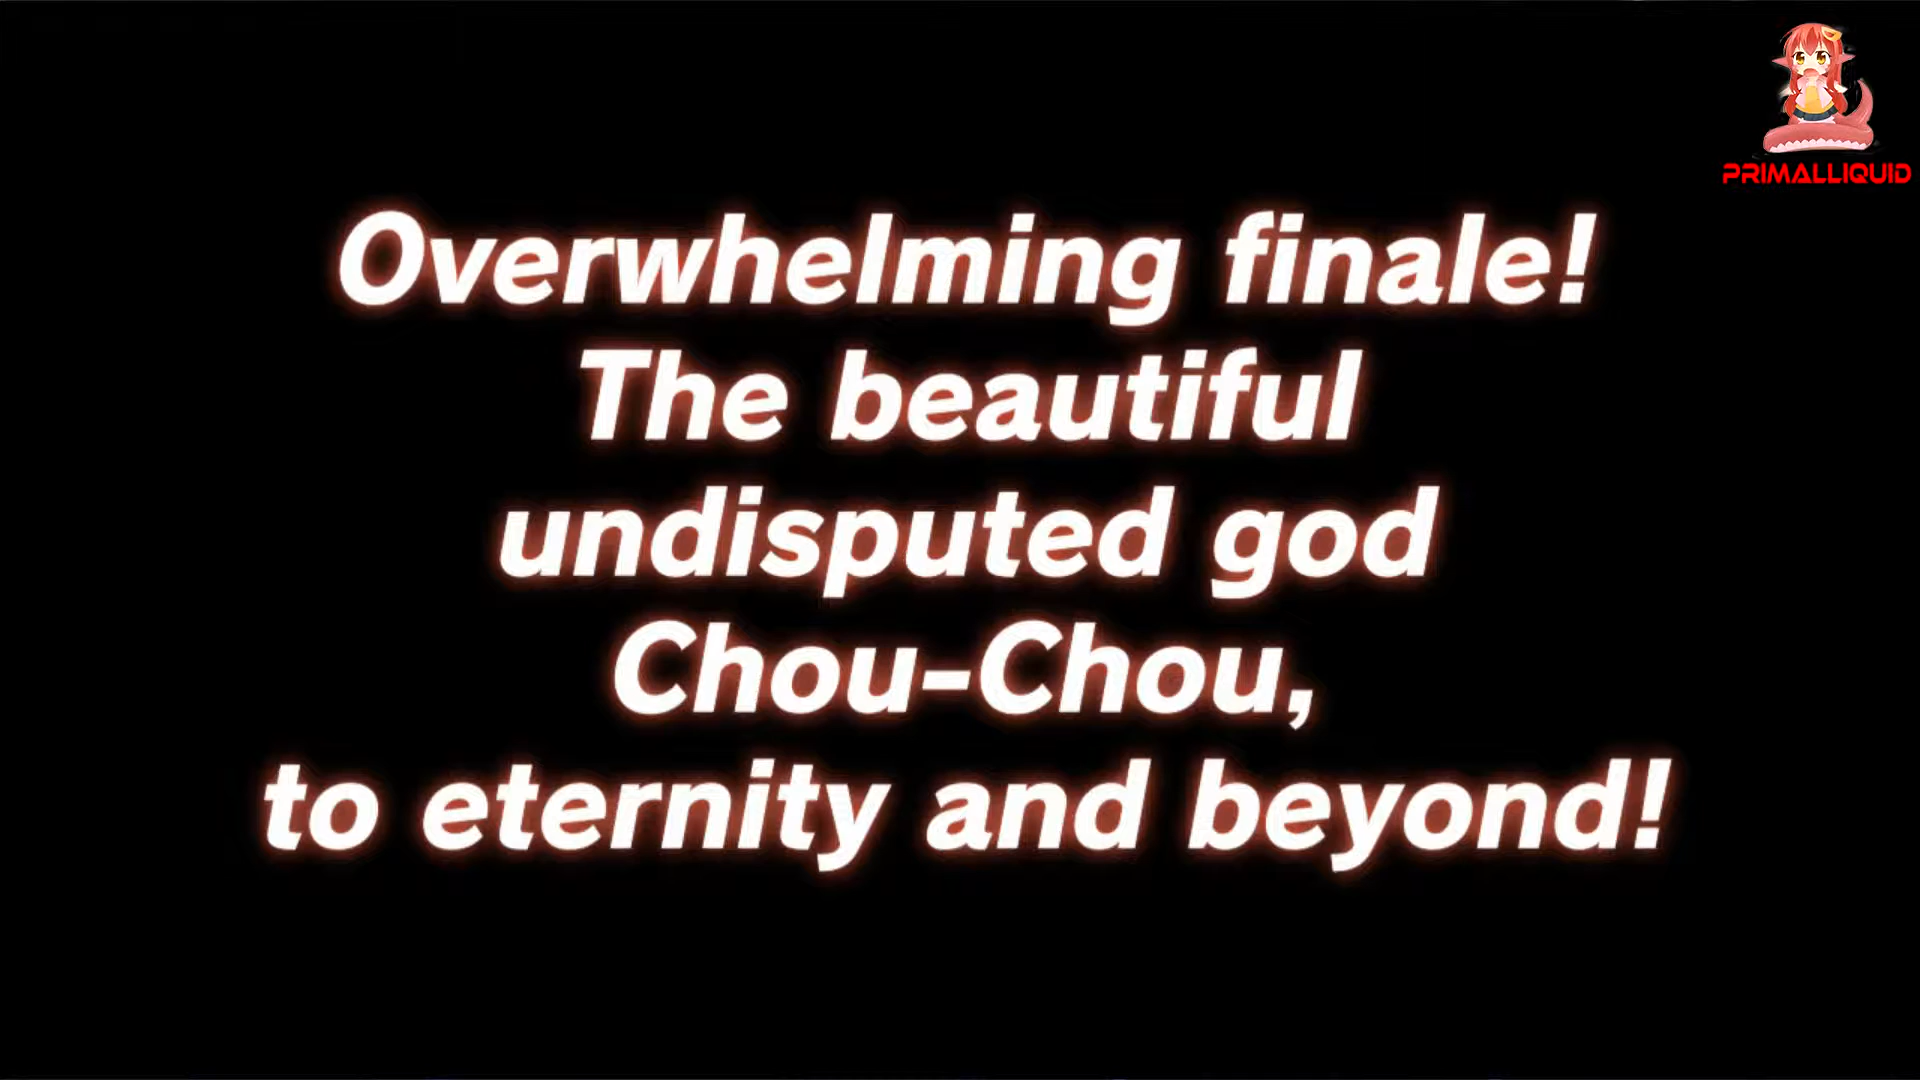 PRIMALLIQUID
Overwhelming finale!
The beautiful
undisputed god
Chou-Chou,
to eternity and beyond!